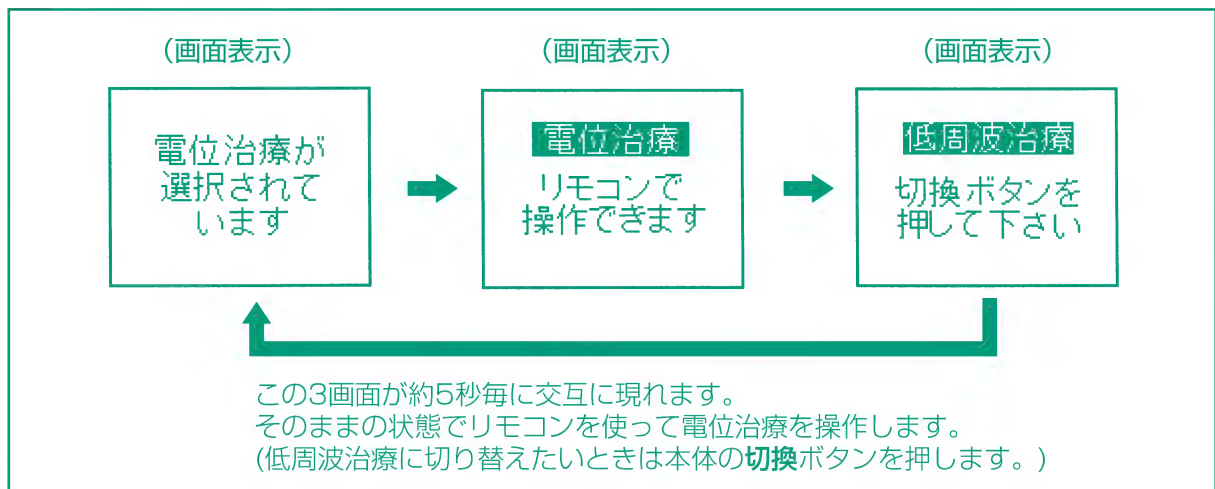 (画面表示)
電位治療が
選択されて
います
(画面表示)
電位治療
リモコンで
操作できます
(画面表示)
低周波治療
切換ボタンを
押して下さい
この3画面が約5秒毎に交互に現れます。
そのままの状態でリモコンを使って電位治療を操作します。
(低周波治療に切り替えたいときは本体の切換ボタンを押します。)